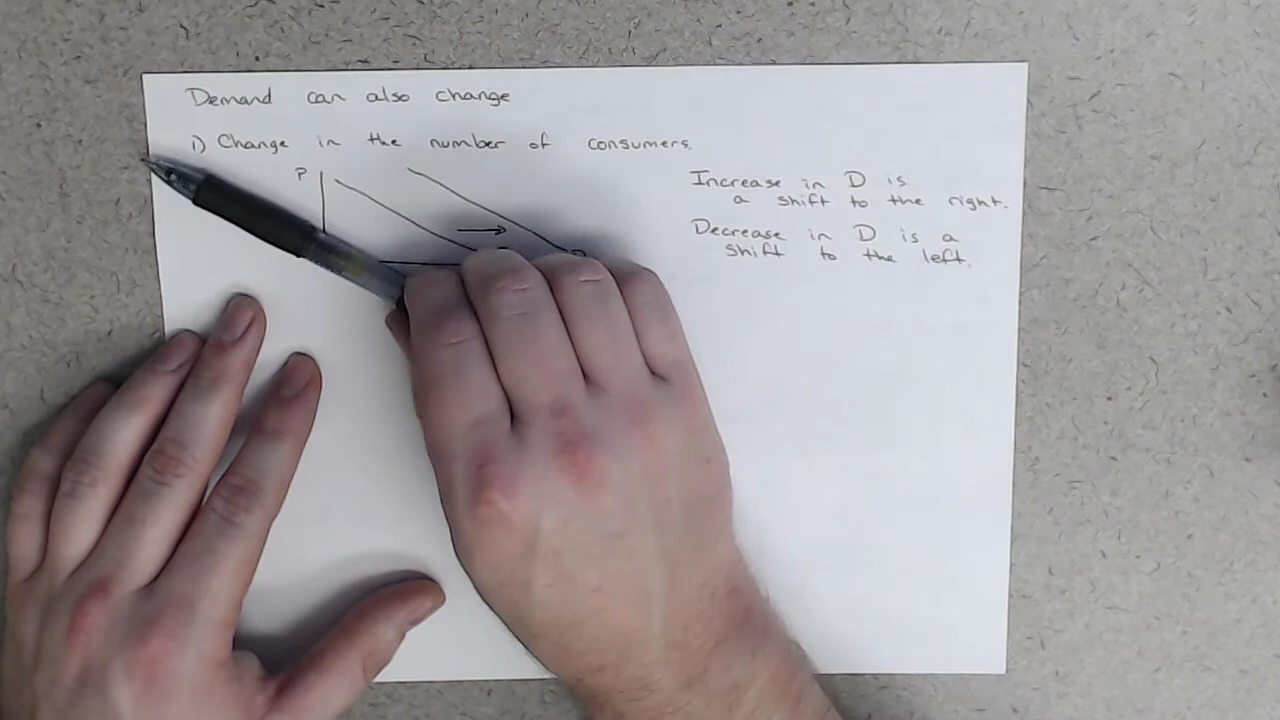 Demand can also change
1) Change in the number of consumers.
P
Increase in D is
a shift to the right.
Decrease in D is a
shift to the left.